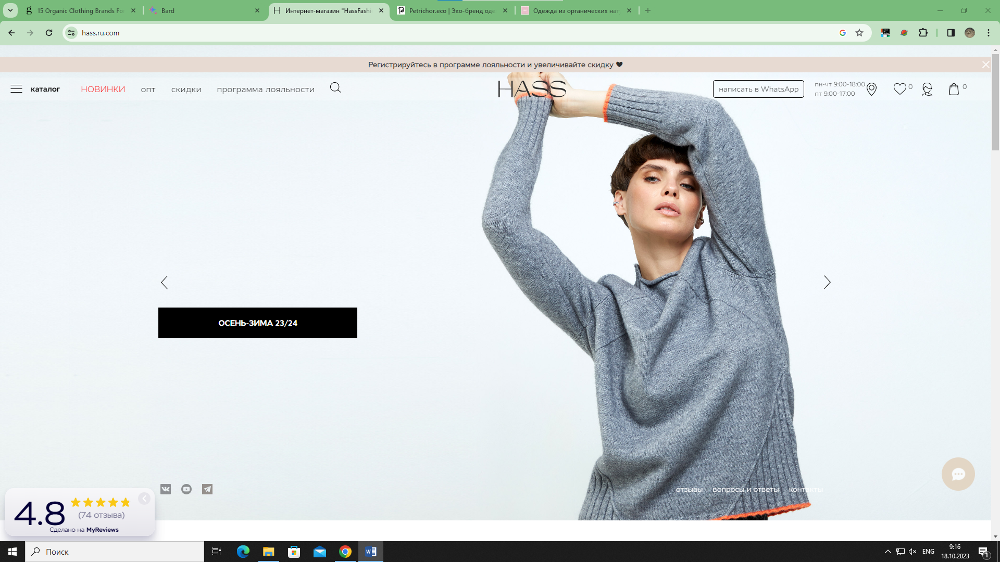 15 Organic Clothing Brands For
Bard
Интернет-магазин "HassFashi
Petrichor.eco | Эко-бренд оде
Одежда из органических нат
hass.ru.com
Регистрируйтесь в программе лояльности и увеличивайте скидку
каталог
НОВИНКИ
опт
скидки
программа лояльности
HASS
написать в WhatsApp
пн-чт 9:00-18:00
пт 9:00-17:00
0
0
ОСЕНЬ-ЗИМА 23/24
отзывы
вопросы и ответы
контакты
4.8
(74 отзыва)
Сделано на MyReviews
Поиск
ENG
9:16
18.10.2023
1